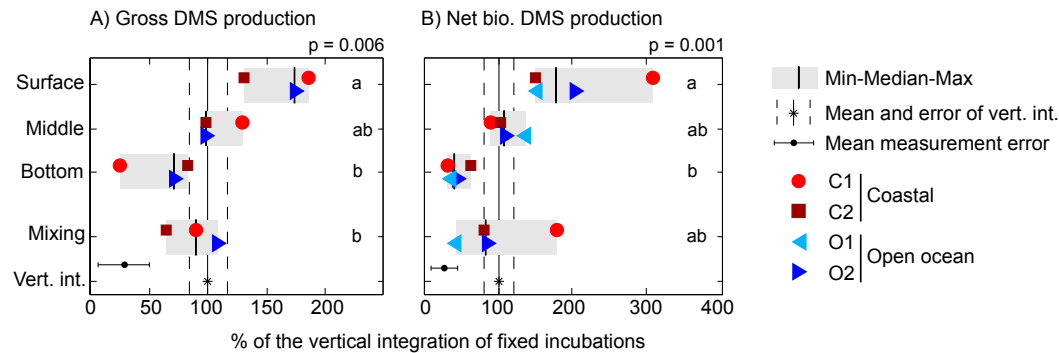 A) Gross DMS production
p = 0.006
B) Net bio. DMS production
p = 0.001
Surface
Middle
Bottom
Mixing
Vert. int.
a
ab
b
b
a
ab
b
ab
0 50 100 150 200
0 100 200 300 400
% of the vertical integration of fixed incubations
Min-Median-Max
Mean and error of vert. int.
Mean measurement error
C1
C2
Coastal
O1
O2
Open ocean